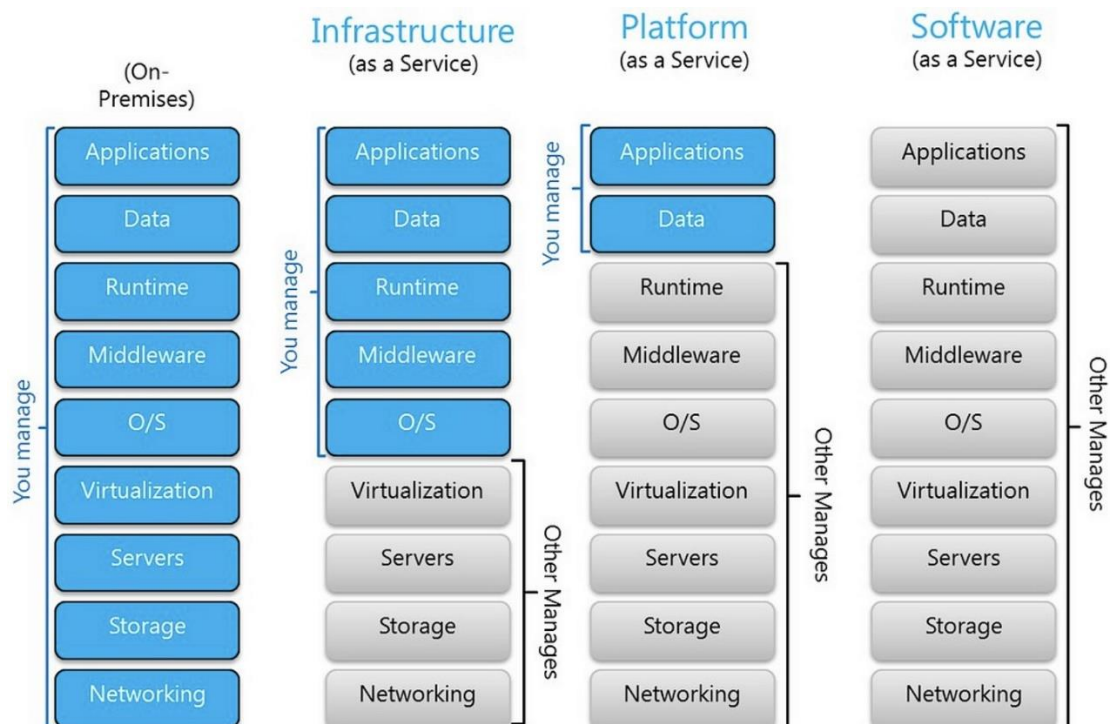 (On-
Premises)
You manage
Applications
Data
Runtime
Middleware
O/S
Virtualization
Servers
Storage
Networking
Infrastructure
(as a Service)
You manage
Applications
Data
Runtime
Middleware
O/S
Virtualization
Servers
Storage
Networking
Other Manages
Platform
(as a Service)
You manage
Applications
Data
Runtime
Middleware
O/S
Virtualization
Servers
Storage
Networking
Other Manages
Software
(as a Service)
Applications
Data
Runtime
Middleware
O/S
Virtualization
Servers
Storage
Networking
Other Manages